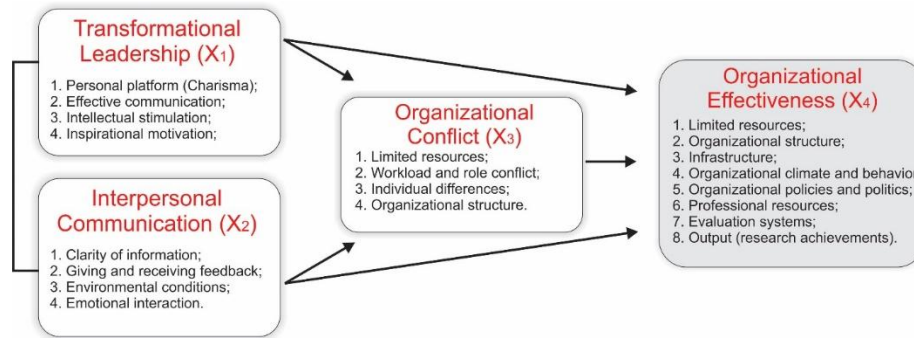 Transformational
Leadership (X₁)
1. Personal platform (Charisma);
2. Effective communication;
3. Intellectual stimulation;
4. Inspirational motivation;
Interpersonal
Communication (X₂)
1. Clarity of information;
2. Giving and receiving feedback;
3. Environmental conditions;
4. Emotional interaction.
Organizational
Conflict (X₃)
1. Limited resources;
2. Workload and role conflict;
3. Individual differences;
4. Organizational structure.
Organizational
Effectiveness (X₄)
1. Limited resources;
2. Organizational structure;
3. Infrastructure;
4. Organizational climate and behavior
5. Organizational policies and politics;
6. Professional resources;
7. Evaluation systems;
8. Output (research achievements).